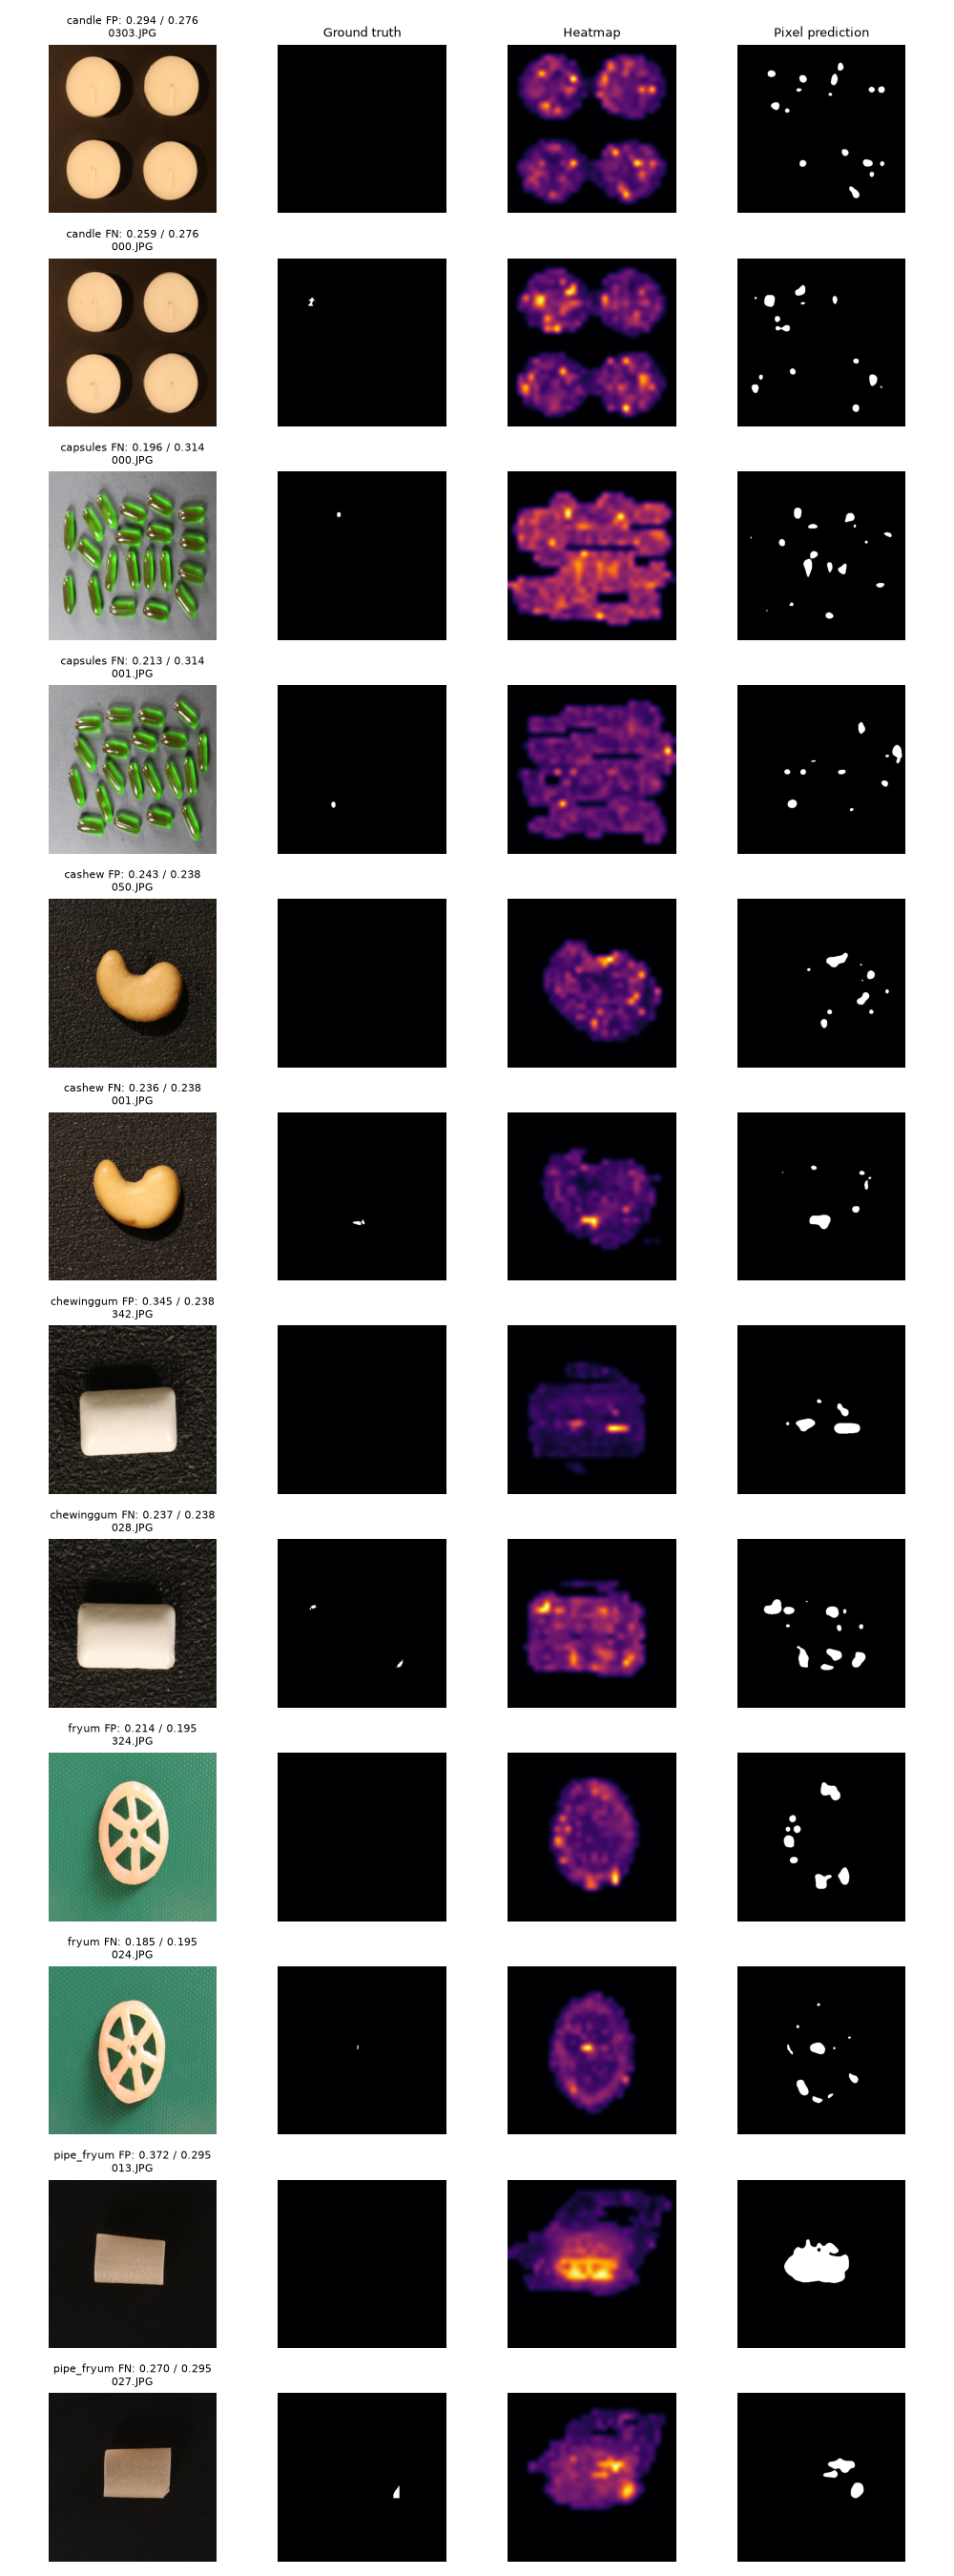 candle FP: 0.294 / 0.276
0303.JPG
Ground truth
Heatmap
Pixel prediction
candle FN: 0.259 / 0.276
000.JPG
capsules FN: 0.196 / 0.314
000.JPG
capsules FN: 0.213 / 0.314
001.JPG
cashew FP: 0.243 / 0.238
050.JPG
cashew FN: 0.236 / 0.238
001.JPG
chewinggum FP: 0.345 / 0.238
342.JPG
chewinggum FN: 0.237 / 0.238
028.JPG
fryum FP: 0.214 / 0.195
324.JPG
fryum FN: 0.185 / 0.195
024.JPG
pipe_fryum FP: 0.372 / 0.295
013.JPG
pipe_fryum FN: 0.270 / 0.295
027.JPG